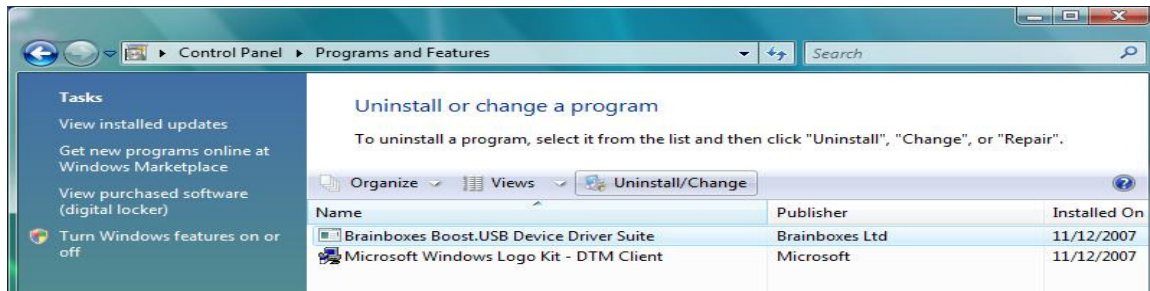 Control Panel ▸ Programs and Features
Search
Tasks
View installed updates
Get new programs online at
Windows Marketplace
View purchased software
(digital locker)
Turn Windows features on or
off
Uninstall or change a program
To uninstall a program, select it from the list and then click "Uninstall", "Change", or "Repair".
Organize Views Uninstall/Change
Name Publisher Installed On
Brainboxes Boost.USB Device Driver Suite Brainboxes Ltd 11/12/2007
Microsoft Windows Logo Kit - DTM Client Microsoft 11/12/2007